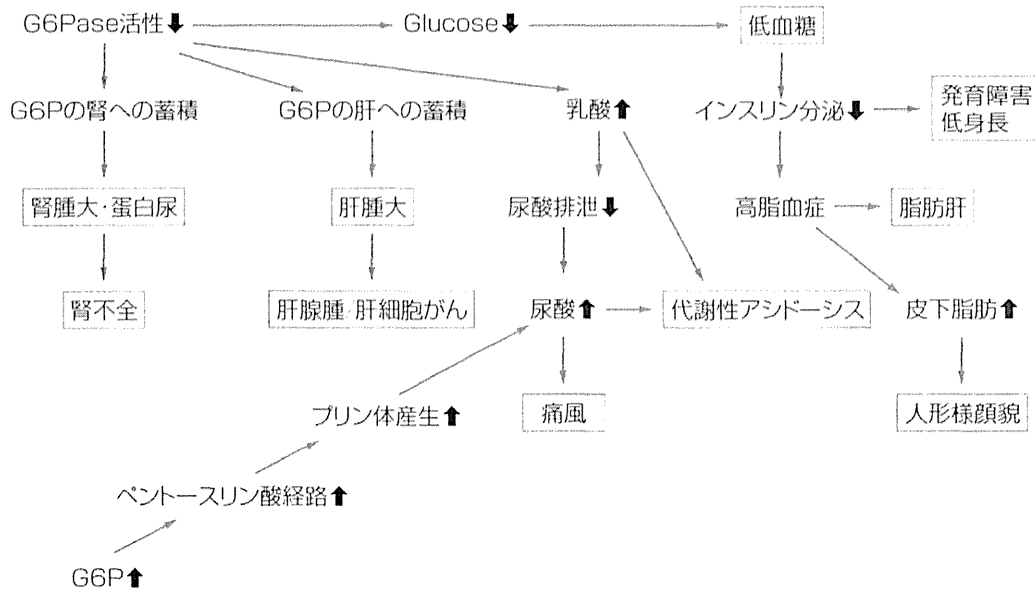 G6Pase活性⬇ Glucose⬇ 低血糖
G6Pの腎への蓄積 G6Pの肝への蓄積 乳酸⬆ インスリン分泌⬇ 発育障害
低身長
腎腫大・蛋白尿 肝腫大 尿酸排泄⬇ 高脂血症 脂肪肝
腎不全 肝腺腫/肝細胞がん 尿酸⬆ 代謝性アシドーシス 皮下脂肪⬆
プリン体産生⬆ 痛風 人形様顔貌
ペントースリン酸経路⬆
G6P⬆